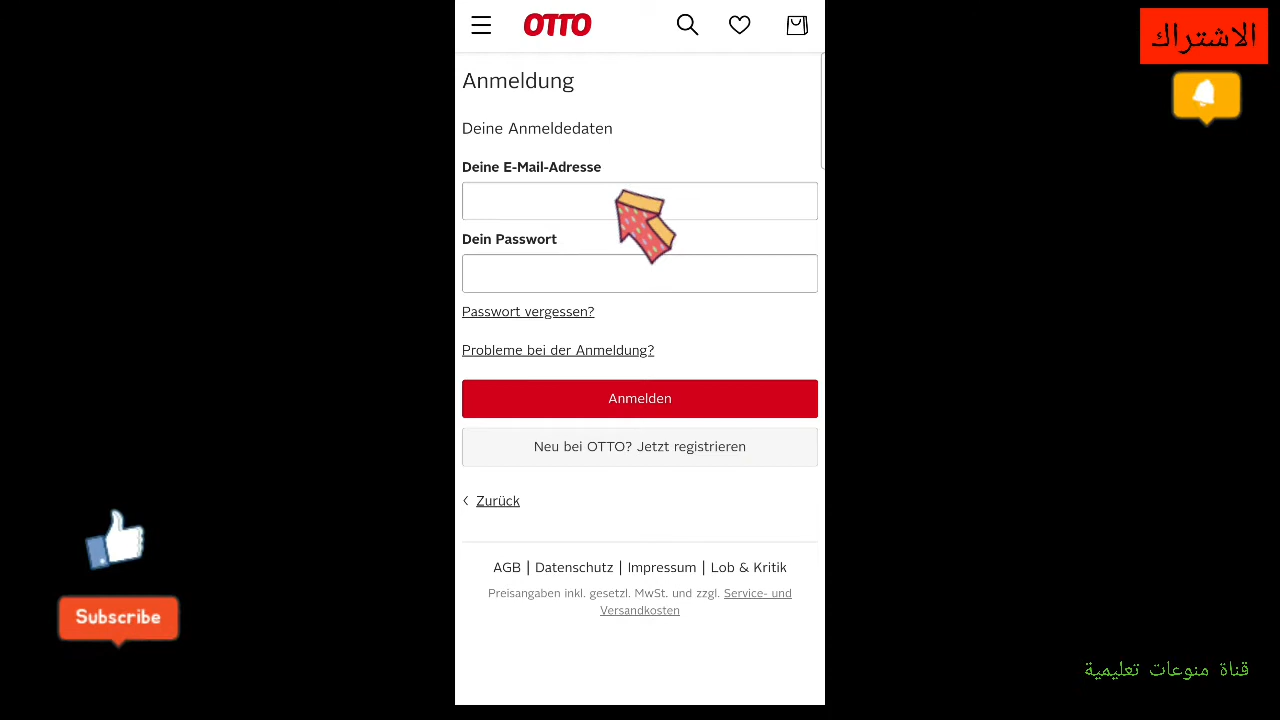 OTTO
الاشتراك
Anmeldung
Deine Anmeldedaten
Deine E-Mail-Adresse
Dein Passwort
Passwort vergessen?
Probleme bei der Anmeldung?
Anmelden
Neu bei OTTO? Jetzt registrieren
Zurück
AGB | Datenschutz | Impressum | Lob & Kritik
Preisangaben inkl. gesetzl. MwSt. und zzgl. Service- und
Versandkosten
Subscribe
قناة منوعات تعليمية